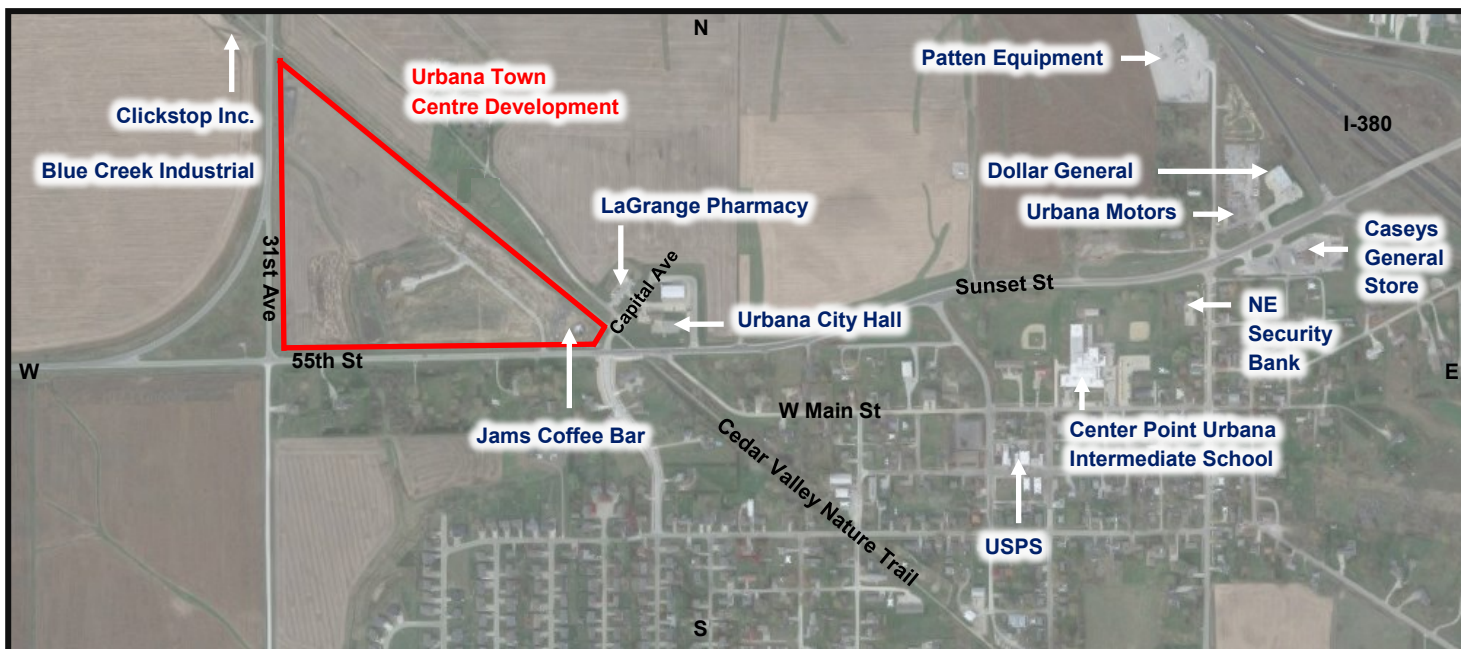 N
Patten Equipment
Urbana Town
Centre Development
Clickstop Inc.
I-380
Blue Creek Industrial
Dollar General
LaGrange Pharmacy
Urbana Motors
Caseys
General
Store
31st Ave
Capital Ave
Sunset St
Urbana City Hall
NE
Security
Bank
55th St
W
E
W Main St
Jams Coffee Bar
Center Point Urbana
Intermediate School
Cedar Valley Nature Trail
USPS
S